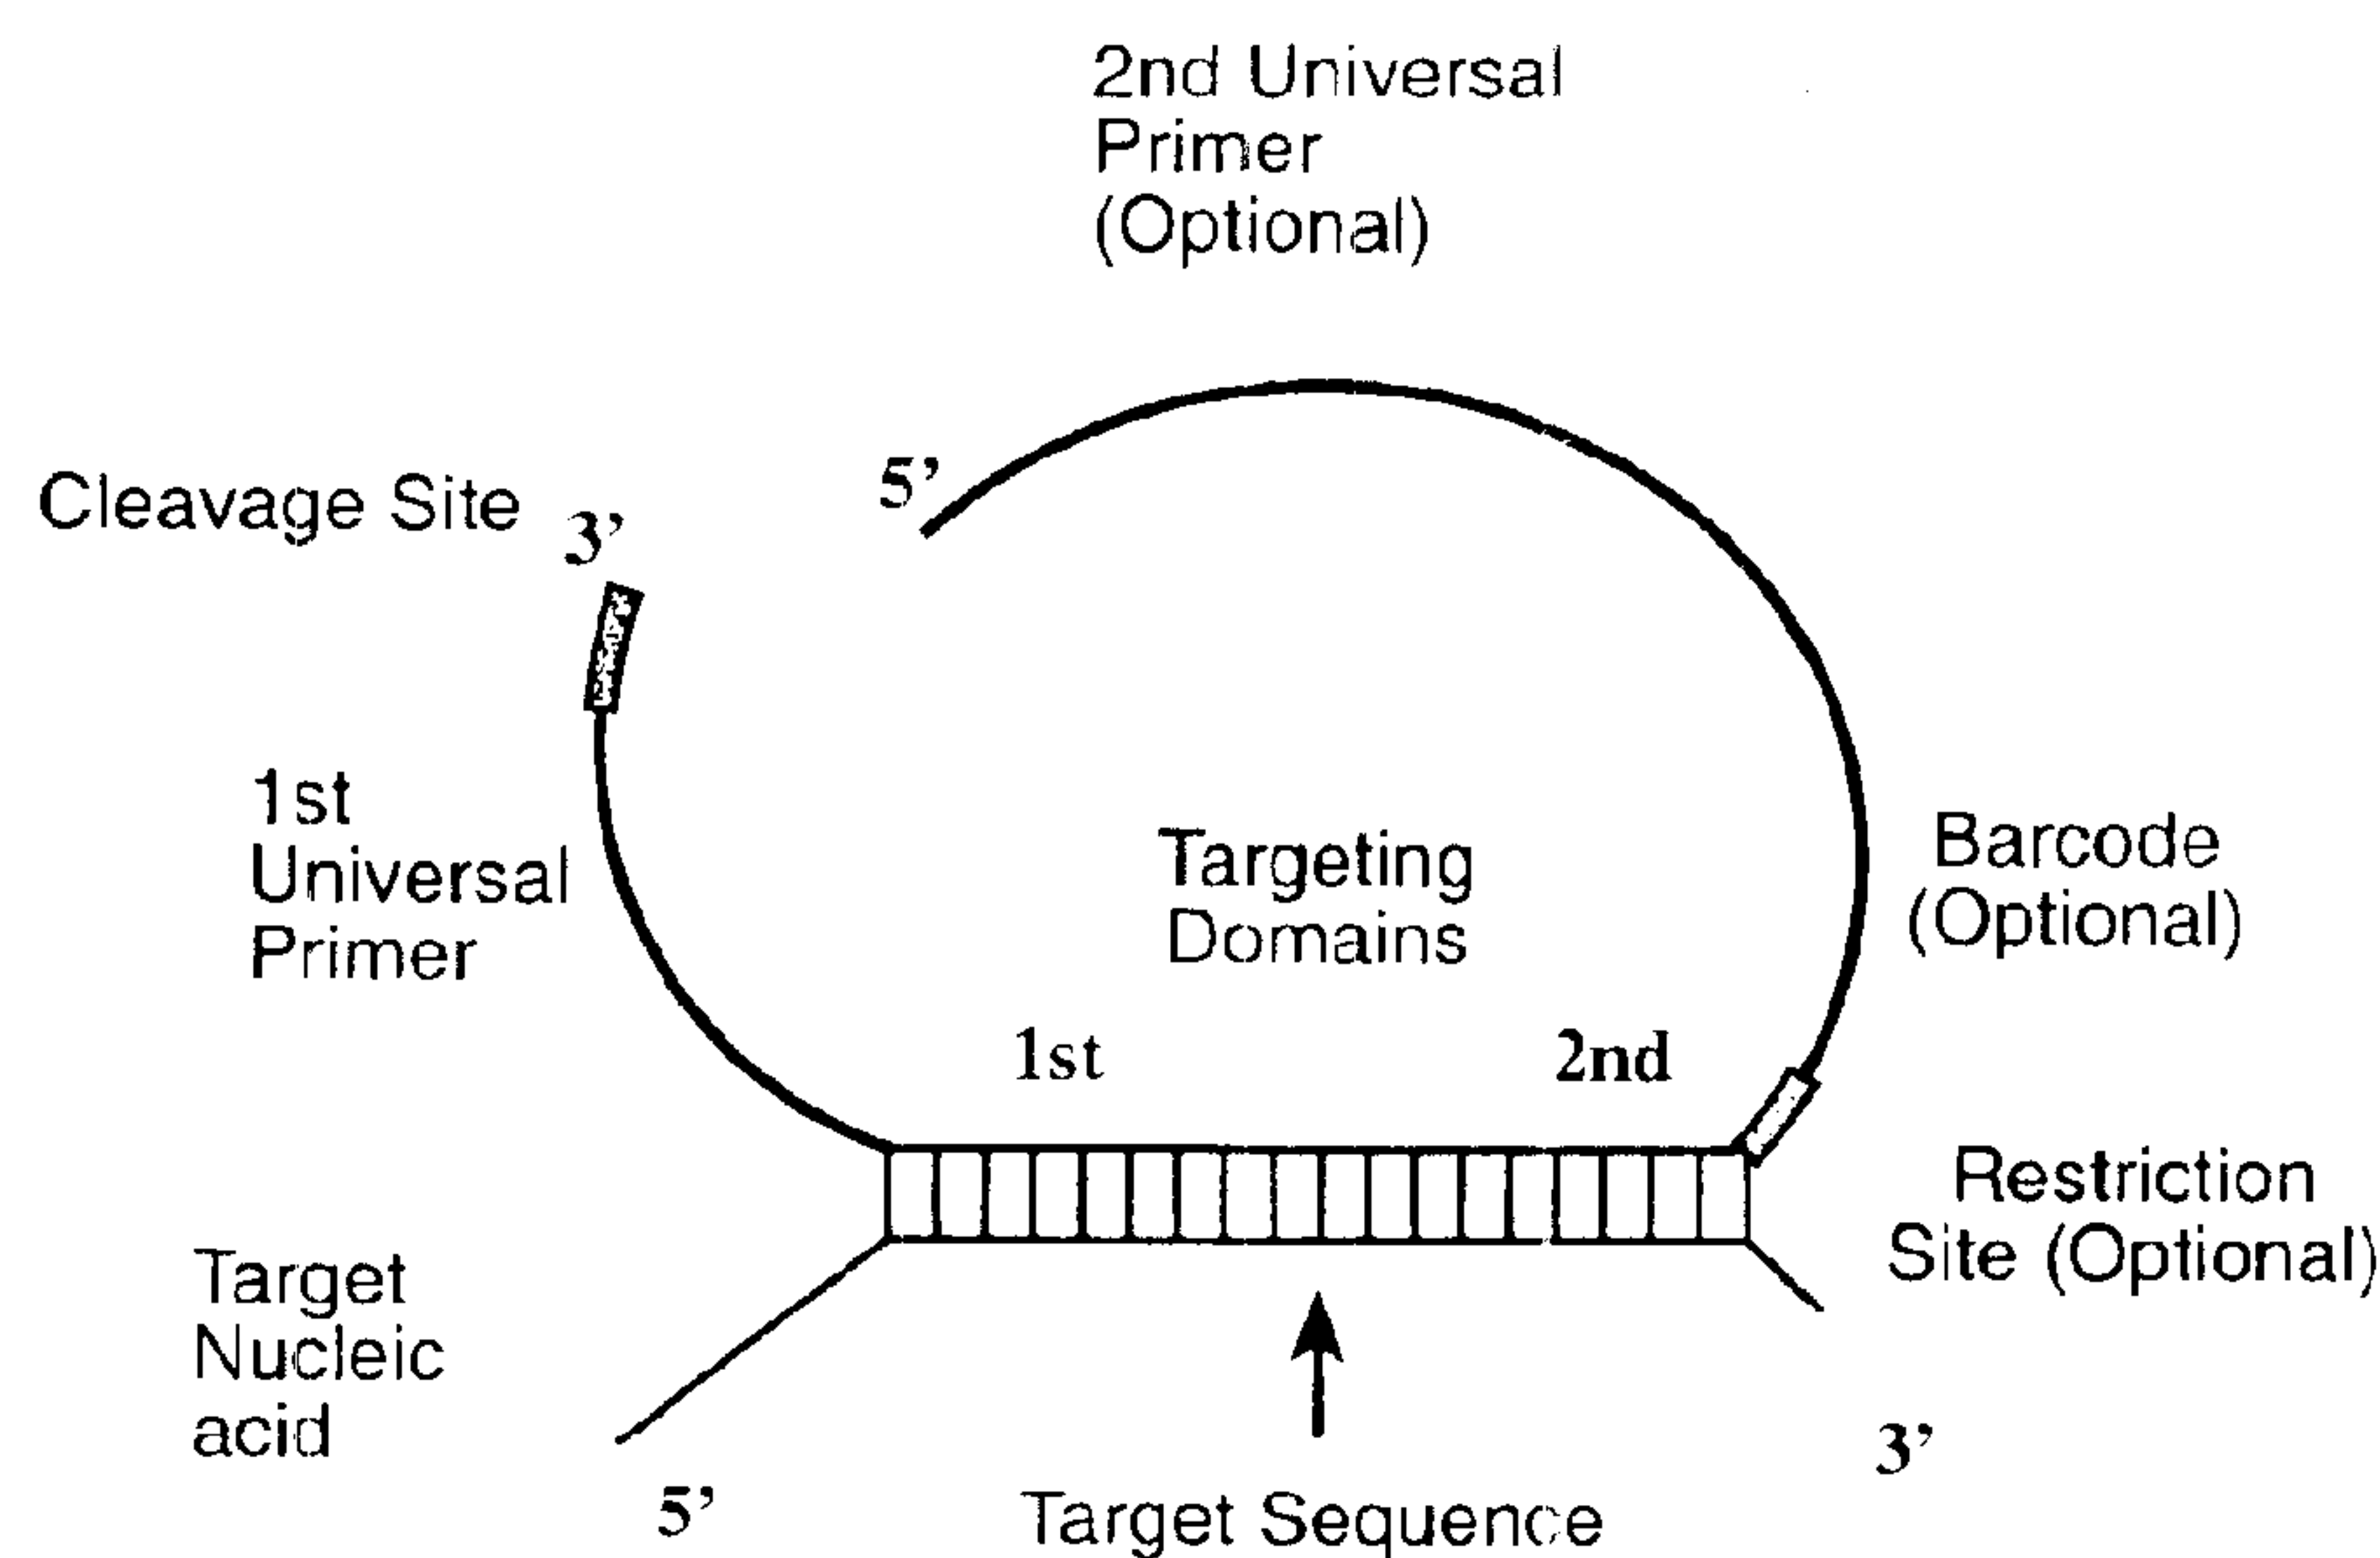 2nd Universal
Primer
(Optional)
5’
Cleavage Site
3’
1st
Universal
Primer
Targeting
Domains
Barcode
(Optional)
1st
2nd
Restriction
Site (Optional)
Target
Nucleic
acid
3’
5’
Target Sequence